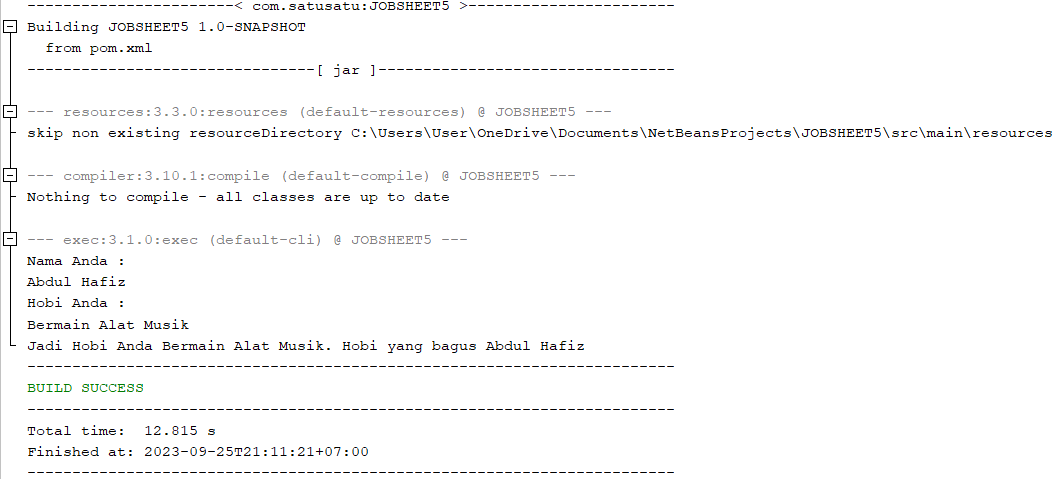 -----------------------< com.satusatu:JOBSHEET5 >-----------------------
Building JOBSHEET5 1.0-SNAPSHOT
  from pom.xml
--------------------------------[ jar ]---------------------------------
--- resources:3.3.0:resources (default-resources) @ JOBSHEET5 ---
skip non existing resourceDirectory C:\Users\User\OneDrive\Documents\NetBeansProjects\JOBSHEET5\src\main\resources
--- compiler:3.10.1:compile (default-compile) @ JOBSHEET5 ---
Nothing to compile - all classes are up to date
--- exec:3.1.0:exec (default-cli) @ JOBSHEET5 ---
Nama Anda :
Abdul Hafiz
Hobi Anda :
Bermain Alat Musik
Jadi Hobi Anda Bermain Alat Musik. Hobi yang bagus Abdul Hafiz
------------------------------------------------------------------------
BUILD SUCCESS
------------------------------------------------------------------------
Total time:  12.815 s
Finished at: 2023-09-25T21:11:21+07:00
------------------------------------------------------------------------